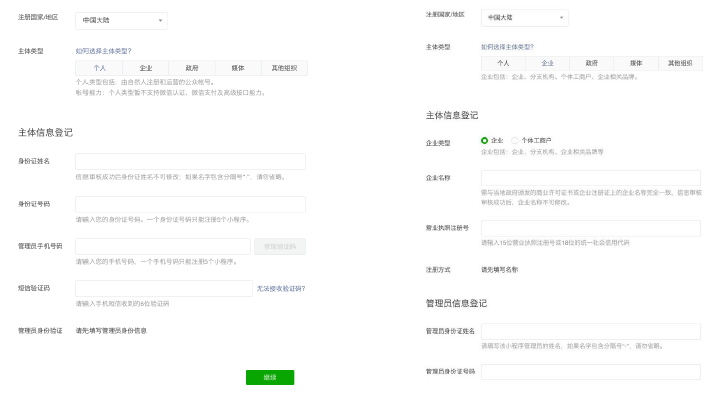 注册国家/地区
中国大陆
主体类型
如何选择主体类型?
个人 企业 政府 媒体 其他组织
个人类型包括:由自然人注册和运营的公众帐号。
帐号能力:个人类型暂不支持微信认证、微信支付及高级接口能力。
主体信息登记
身份证姓名
信息审核成功后身份证姓名不可修改;如果名字包含分隔号"·",请勿省略。
身份证号码
请输入您的身份证号码。一个身份证号码只能注册5个小程序。
管理员手机号码
获取验证码
请输入您的手机号码,一个手机号码只能注册5个小程序。
短信验证码
无法接收验证码?
请输入手机短信收到的6位验证码
管理员身份验证
请先填写管理员身份信息
继续
注册国家/地区
中国大陆
主体类型
如何选择主体类型?
个人 企业 政府 媒体 其他组织
企业包括:企业、分支机构、个体工商户、企业相关品牌。
主体信息登记
企业类型
企业 个体工商户
企业包括:企业、分支机构、企业相关品牌等
企业名称
需与当地政府颁发的商业许可证书或企业注册证上的企业名称完全一致,信息审核
审核成功后,企业名称不可修改。
营业执照注册号
请输入15位营业执照注册号或18位的统一社会信用代码
注册方式
请先填写名称
管理员信息登记
管理员身份证姓名
请填写该小程序管理员的姓名,如果名字包含分隔号"·",请勿省略。
管理员身份证号码